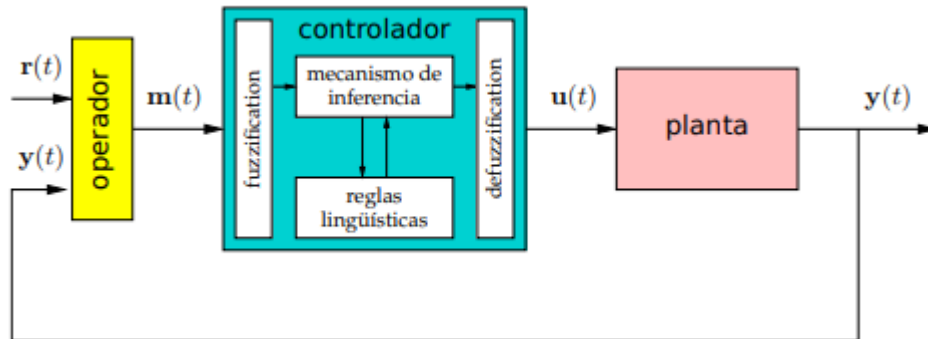 controlador
r(t)
y(t)
operador
m(t)
fuzzification
mecanismo de
inferencia
reglas
lingüísticas
defuzzification
u(t)
planta
y(t)